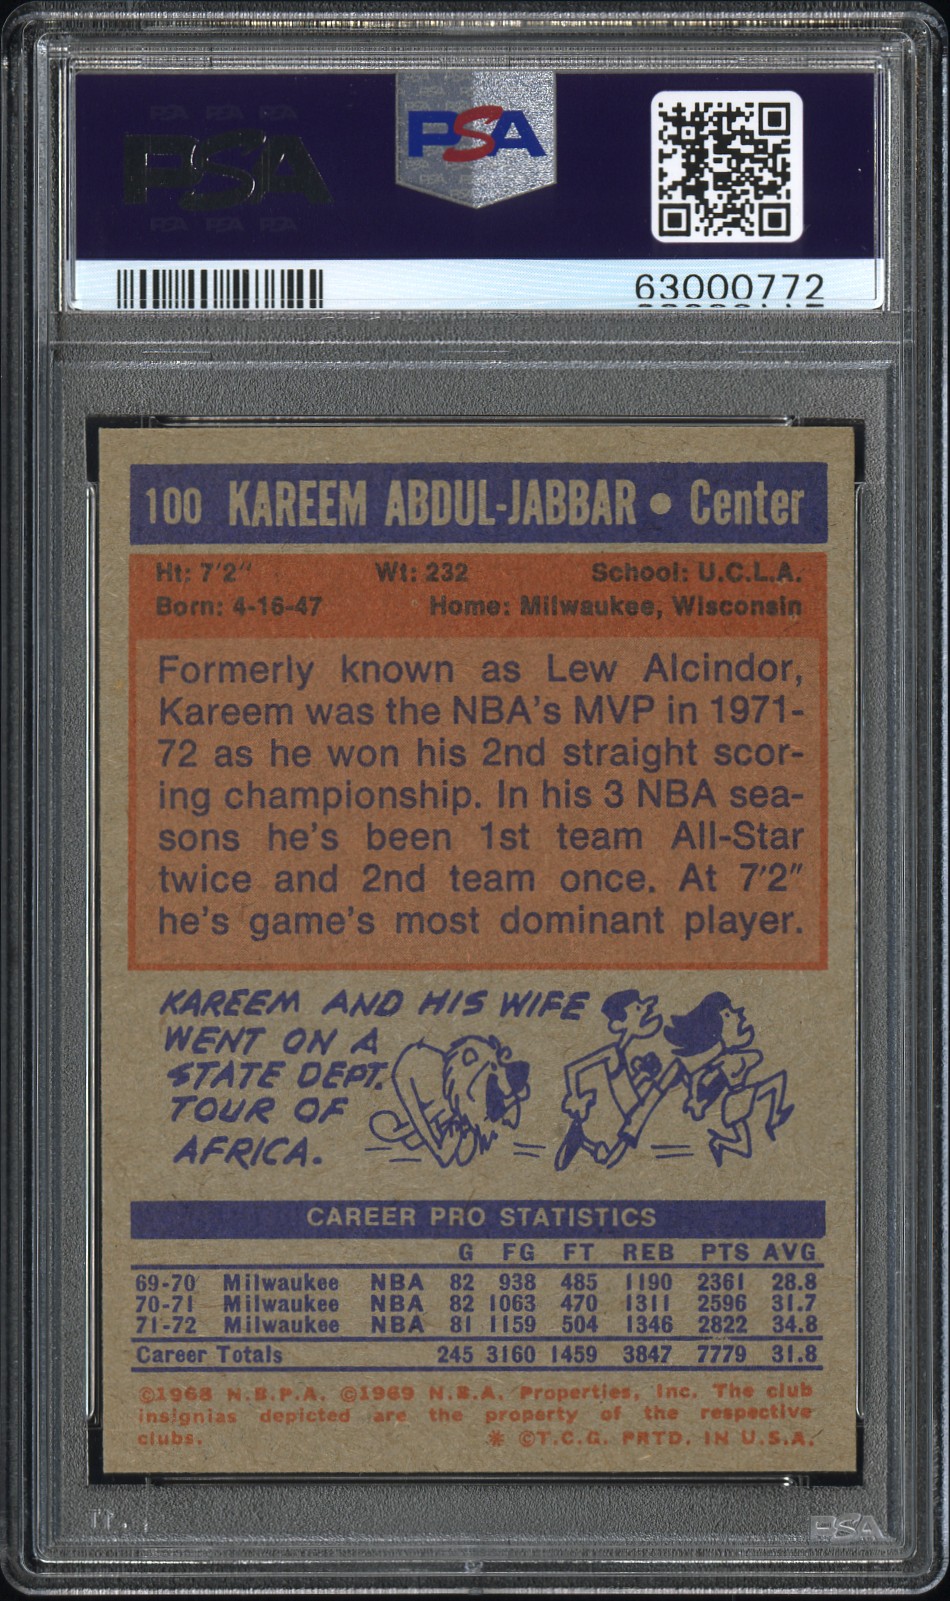 PSA
PSA
63000772
100 KAREEM ABDUL-JABBAR • Center
Ht: 7'2" Wt: 232 School: U.C.L.A.
Born: 4-16-47 Home: Milwaukee, Wisconsin
Formerly known as Lew Alcindor,
Kareem was the NBA's MVP in 1971-
72 as he won his 2nd straight scor-
ing championship. In his 3 NBA sea-
sons he's been 1st team All-Star
twice and 2nd team once. At 7'2"
he's game's most dominant player.
KAREEM AND HIS WIFE
WENT ON A
STATE DEPT.
TOUR OF
AFRICA.
CAREER PRO STATISTICS
G FG FT REB PTS AVG
69-70 Milwaukee NBA 82 938 485 1190 2361 28.8
70-71 Milwaukee NBA 82 1063 470 1311 2596 31.7
71-72 Milwaukee NBA 81 1159 504 1346 2822 34.8
Career Totals 245 3160 1459 3847 7779 31.8
©1968 N.B.P.A. ©1969 N.B.A. Properties, Inc. The club
insignias depicted are the property of the respective
clubs. * ©T.C.G. PRTD. IN U.S.A.
PSA